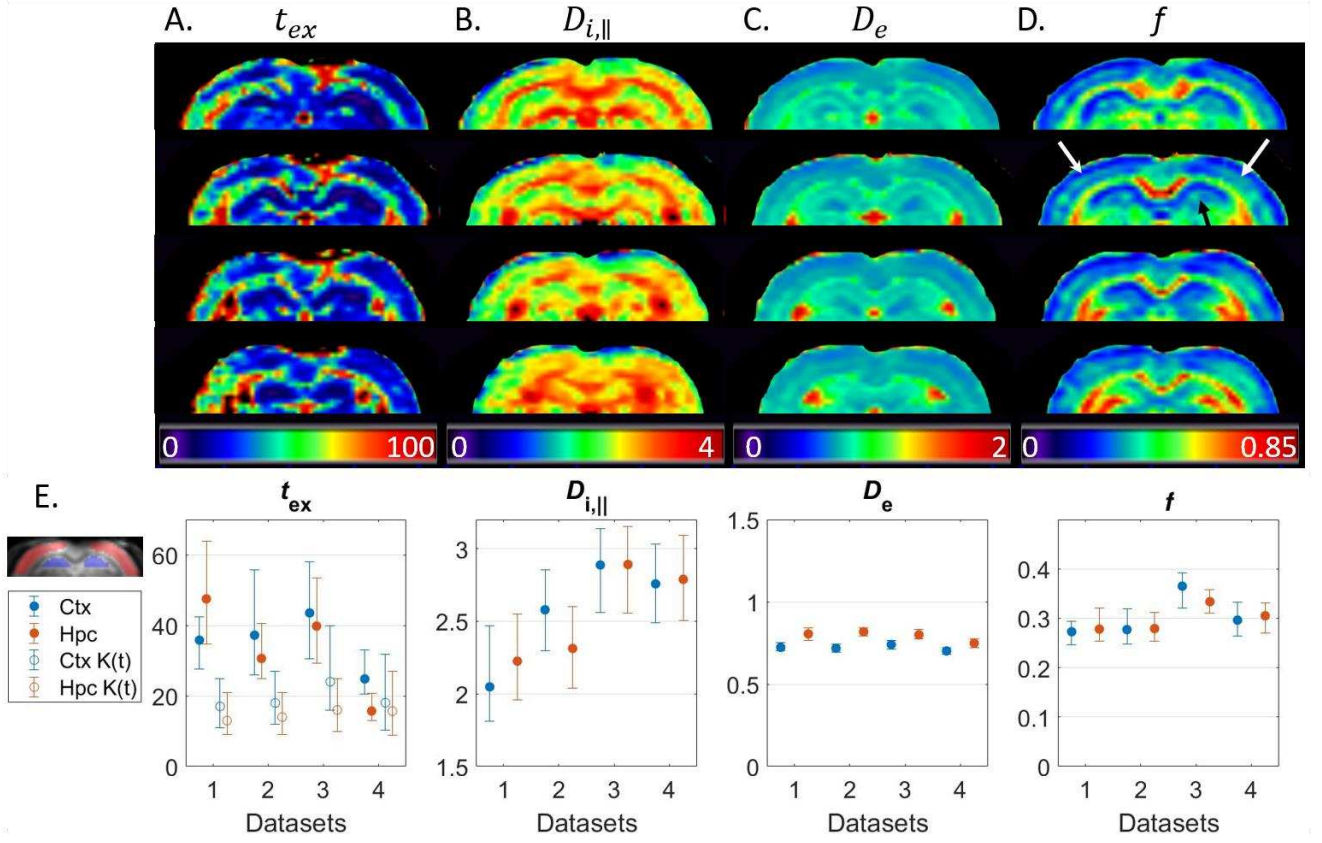 A. t_ex B. D_i,∥ C. D_e D. f
0 100 0 4 0 2 0 0.85
E.
t_ex D_i,|| D_e f
Ctx
Hpc
Ctx K(t)
Hpc K(t)
60
40
20
0
1 2 3 4
Datasets
3
2.5
2
1.5
1 2 3 4
Datasets
1.5
1
0.5
0
1 2 3 4
Datasets
0.4
0.3
0.2
0.1
0
1 2 3 4
Datasets